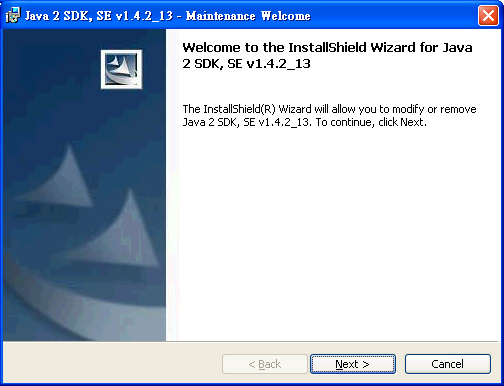 Java 2 SDK, SE v1.4.2_13 - Maintenance Welcome
Welcome to the InstallShield Wizard for Java
2 SDK, SE v1.4.2_13
The InstallShield(R) Wizard will allow you to modify or remove
Java 2 SDK, SE v1.4.2_13. To continue, click Next.
< Back
Next >
Cancel